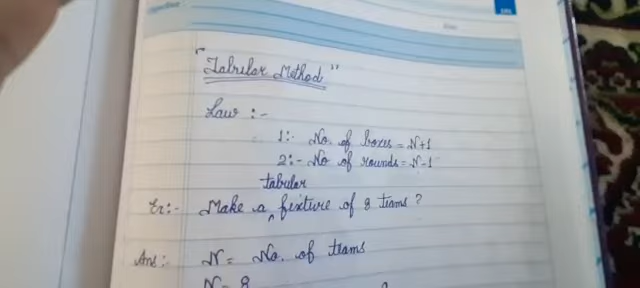 "Tabular Method"
Law :-
1:- No. of boxes = N+1
2:- No of rounds = N-1
tabular
Ex:- Make a ^ fixture of 8 teams ?
Ans:- N = No. of teams
N = 8